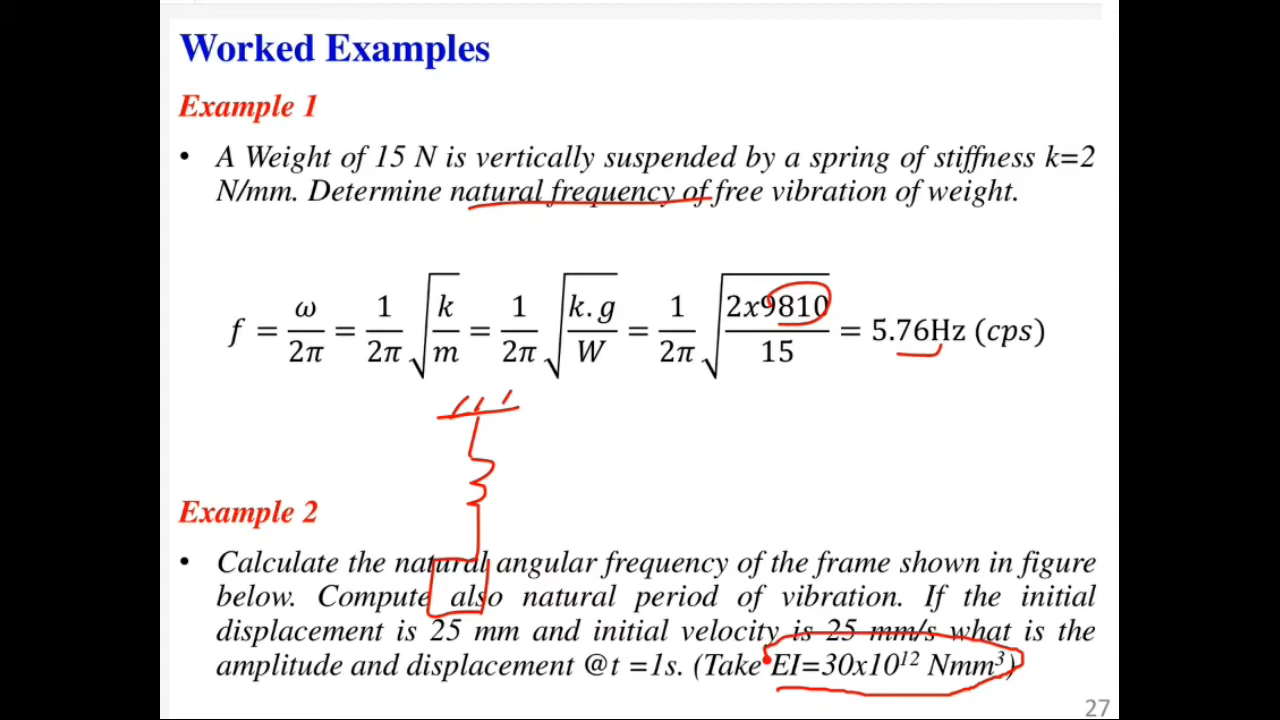 Worked Examples
Example 1
• A Weight of 15 N is vertically suspended by a spring of stiffness k=2
N/mm. Determine natural frequency of free vibration of weight.
f = ω/2π = 1/2π √(k/m) = 1/2π √(k.g/W) = 1/2π √(2x9810/15) = 5.76Hz (cps)
Example 2
• Calculate the natural angular frequency of the frame shown in figure
below. Compute also natural period of vibration. If the initial
displacement is 25 mm and initial velocity is 25 mm/s what is the
amplitude and displacement @t =1s. (Take EI=30x10¹² Nmm³)
27